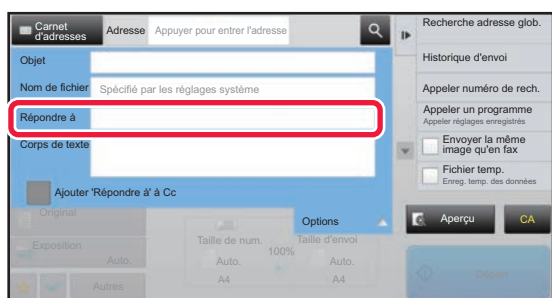 Carnet d'adresses
Adresse
Appuyer pour entrer l'adresse
Objet
Nom de fichier
Spécifié par les réglages système
Répondre à
Corps de texte
Ajouter 'Répondre à' à Cc
Options
Original
Exposition
Auto.
Autres
Taille de num.
100%
Taille d'envoi
Auto.
A4
Auto.
A4
Recherche adresse glob.
Historique d'envoi
Appeler numéro de rech.
Appeler un programme
Appeler réglages enregistrés
Envoyer la même
image qu'en fax
Fichier temp.
Enreg. temp. des données
Aperçu
CA
Départ